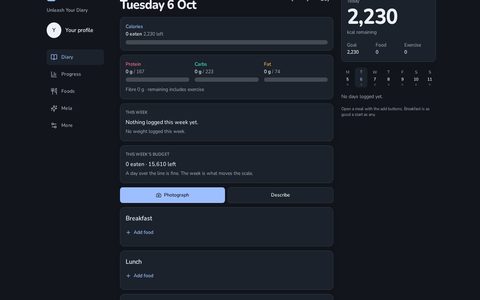 Unleash Your Diary
Y
Your profile
Diary
Progress
Foods
Mela
More
Tuesday 6 Oct
Calories
0 eaten 2,230 left
Protein
0 g / 167
Carbs
0 g / 223
Fat
0 g / 74
Fibre 0 g · remaining includes exercise
THIS WEEK
Nothing logged this week yet.
No weight logged this week.
THIS WEEK'S BUDGET
0 eaten · 15,610 left
A day over the line is fine. The week is what moves the scale.
Photograph
Describe
Breakfast
+ Add food
Lunch
+ Add food
Today
2,230
kcal remaining
Goal
2,230
Food
0
Exercise
0
M T W T F S S
5 6 7 8 9 10 11
No days logged yet.
Open a meal with the add buttons. Breakfast is as
good a start as any.